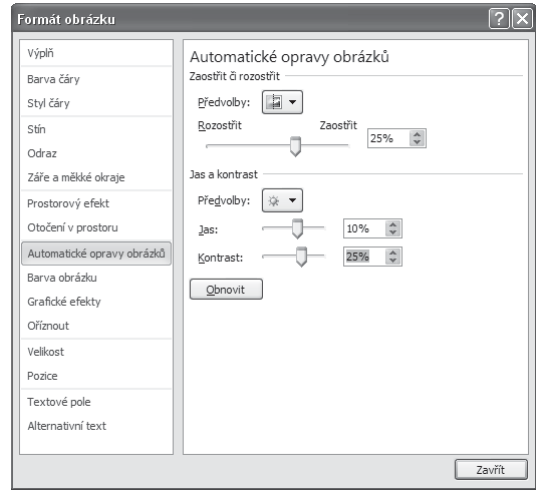 Formát obrázku
Výplň
Barva čáry
Styl čáry
Stín
Odraz
Záře a měkké okraje
Prostorový efekt
Otočení v prostoru
Automatické opravy obrázků
Barva obrázku
Grafické efekty
Oříznout
Velikost
Pozice
Textové pole
Alternativní text
Automatické opravy obrázků
Zaostřit či rozostřit
Předvolby:
Rozostřit Zaostřit
25%
Jas a kontrast
Předvolby:
Jas: 10%
Kontrast: 25%
Obnovit
Zavřít